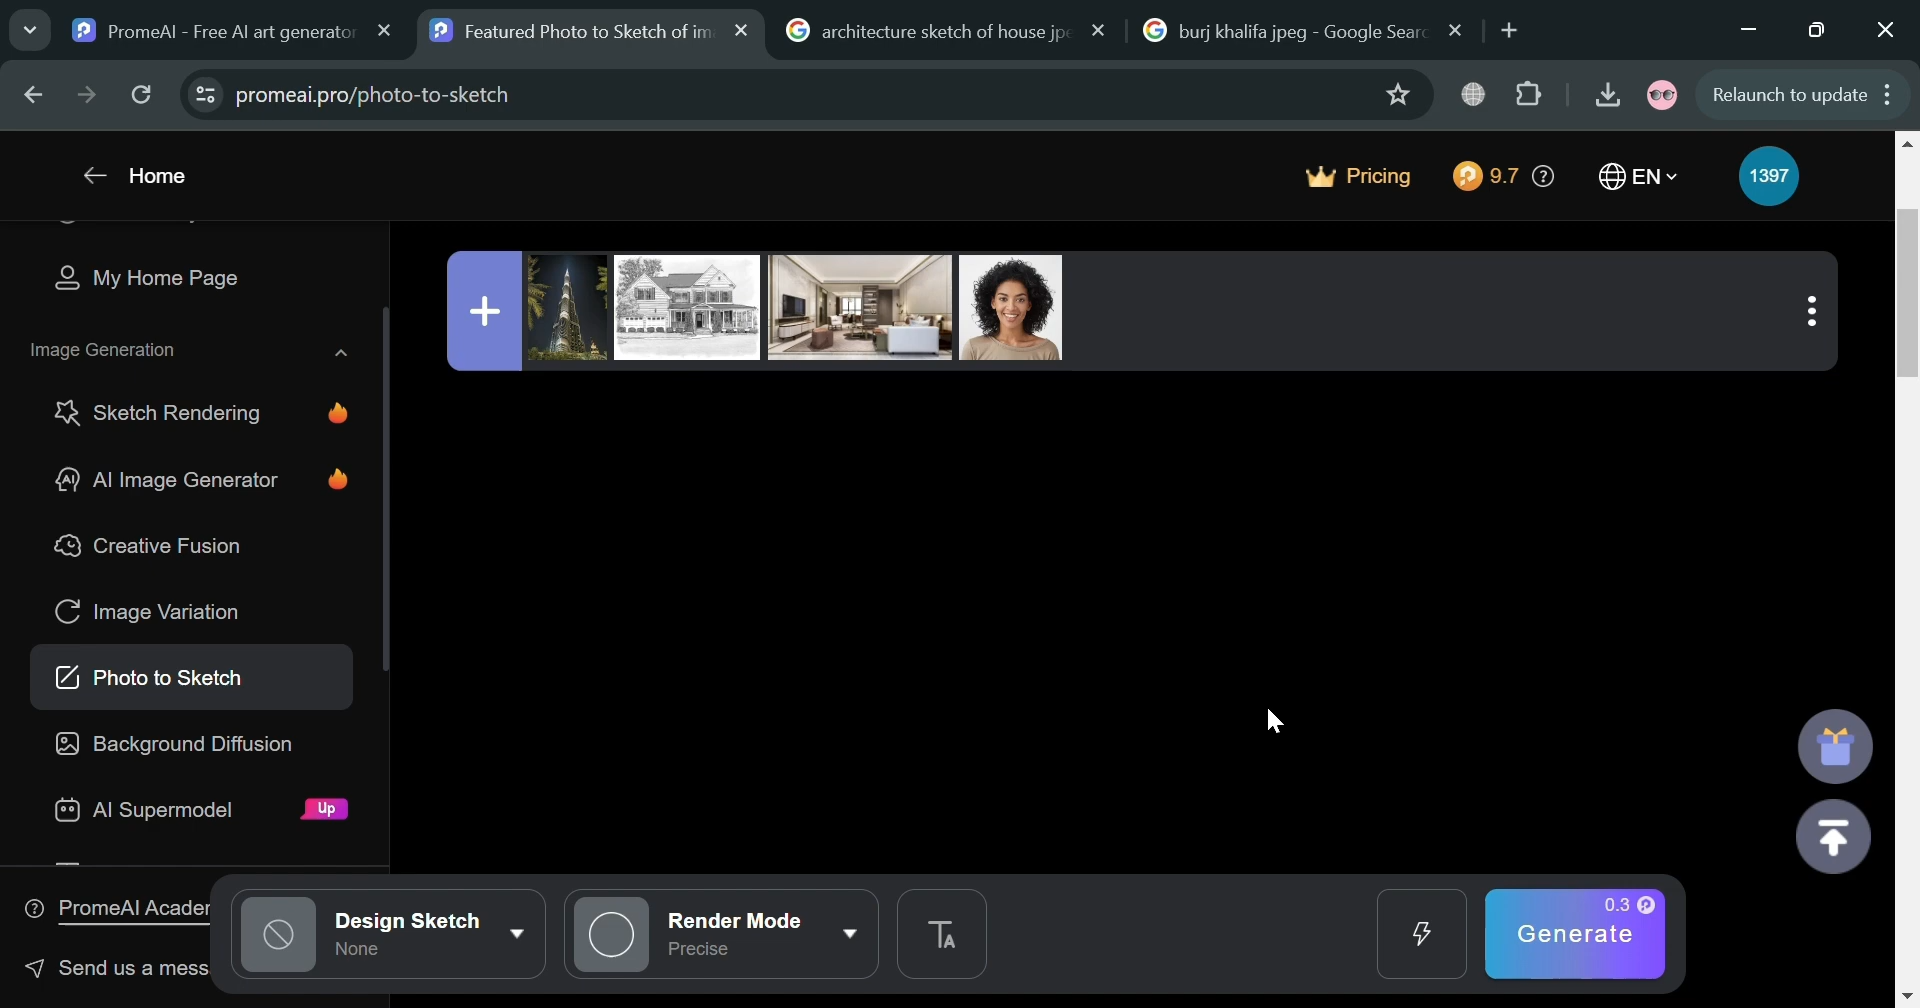 PromeAI - Free AI art generator
Featured Photo to Sketch of im
architecture sketch of house jpe
burj khalifa jpeg - Google Searc
promeai.pro/photo-to-sketch
Relaunch to update
Home
Pricing
9.7
EN
1397
My Home Page
Image Generation
Sketch Rendering
AI Image Generator
Creative Fusion
Image Variation
Photo to Sketch
Background Diffusion
AI Supermodel
Up
PromeAI Academ
Send us a mess
Design Sketch
None
Render Mode
Precise
0.3
Generate